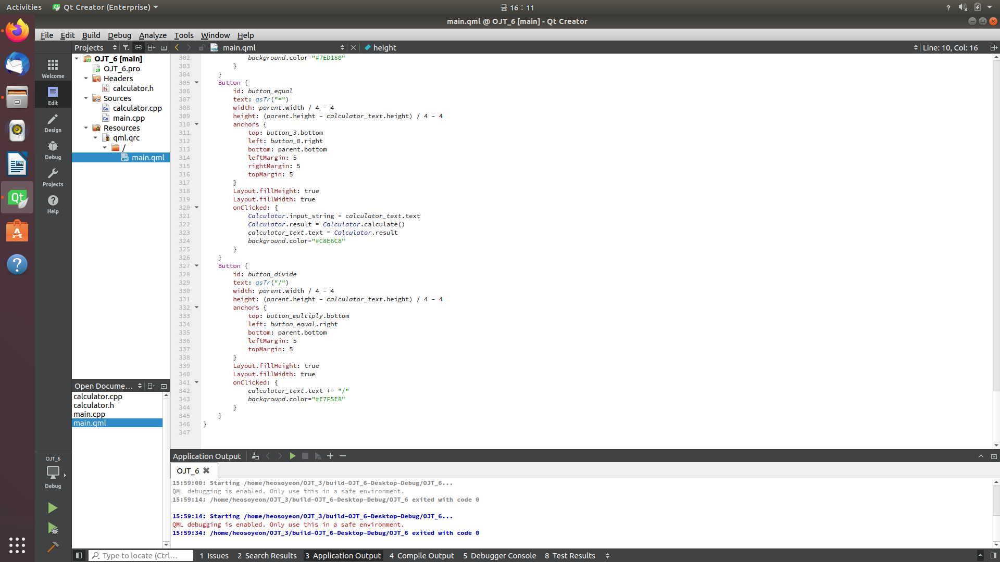 Activities Qt Creator (Enterprise) 금 16 : 11
main.qml @ OJT_6 [main] - Qt Creator
File Edit Build Debug Analyze Tools Window Help
Projects main.qml height Line: 10, Col: 16
Welcome
Edit
Design
Debug
Projects
Help
OJT_6 [main]
OJT_6.pro
Headers
calculator.h
Sources
calculator.cpp
main.cpp
Resources
qml.qrc
/
main.qml
Open Docume...
calculator.cpp
calculator.h
main.cpp
main.qml
OJT_6
Debug
302 background.color="#7ED180"
303 }
304 }
305 Button {
306 id: button_equal
307 text: qsTr("=")
308 width: parent.width / 4 - 4
309 height: (parent.height - calculator_text.height) / 4 - 4
310 anchors {
311 top: button_3.bottom
312 left: button_0.right
313 bottom: parent.bottom
314 leftMargin: 5
315 rightMargin: 5
316 topMargin: 5
317 }
318 Layout.fillHeight: true
319 Layout.fillWidth: true
320 onClicked: {
321 Calculator.input_string = calculator_text.text
322 Calculator.result = Calculator.calculate()
323 calculator_text.text = Calculator.result
324 background.color="#C8E6C8"
325 }
326 }
327 Button {
328 id: button_divide
329 text: qsTr("/")
330 width: parent.width / 4 - 4
331 height: (parent.height - calculator_text.height) / 4 - 4
332 anchors {
333 top: button_multiply.bottom
334 left: button_equal.right
335 bottom: parent.bottom
336 leftMargin: 5
337 topMargin: 5
338 }
339 Layout.fillHeight: true
340 Layout.fillWidth: true
341 onClicked: {
342 calculator_text.text += "/"
343 background.color="#E7F5E8"
344 }
345 }
346 }
347
Application Output
OJT_6
15:59:00: Starting /home/heosoyeon/OJT_3/build-OJT_6-Desktop-Debug/OJT_6...
QML debugging is enabled. Only use this in a safe environment.
15:59:14: /home/heosoyeon/OJT_3/build-OJT_6-Desktop-Debug/OJT_6 exited with code 0
15:59:14: Starting /home/heosoyeon/OJT_3/build-OJT_6-Desktop-Debug/OJT_6...
QML debugging is enabled. Only use this in a safe environment.
15:59:34: /home/heosoyeon/OJT_3/build-OJT_6-Desktop-Debug/OJT_6 exited with code 0
Type to locate (Ctrl... 1 Issues 2 Search Results 3 Application Output 4 Compile Output 5 Debugger Console 8 Test Results